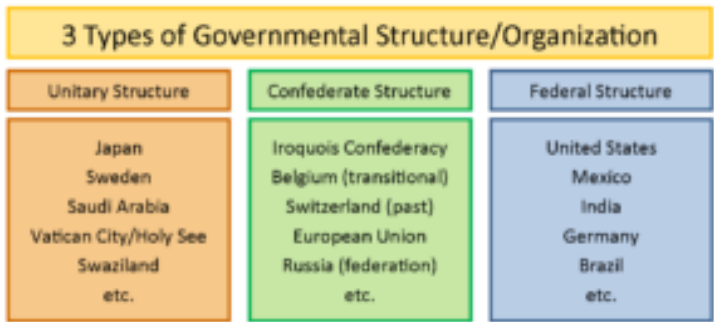 3 Types of Governmental Structure/Organization
Unitary Structure
Japan
Sweden
Saudi Arabia
Vatican City/Holy See
Swaziland
etc.
Confederate Structure
Iroquois Confederacy
Belgium (transitional)
Switzerland (past)
European Union
Russia (federation)
etc.
Federal Structure
United States
Mexico
India
Germany
Brazil
etc.